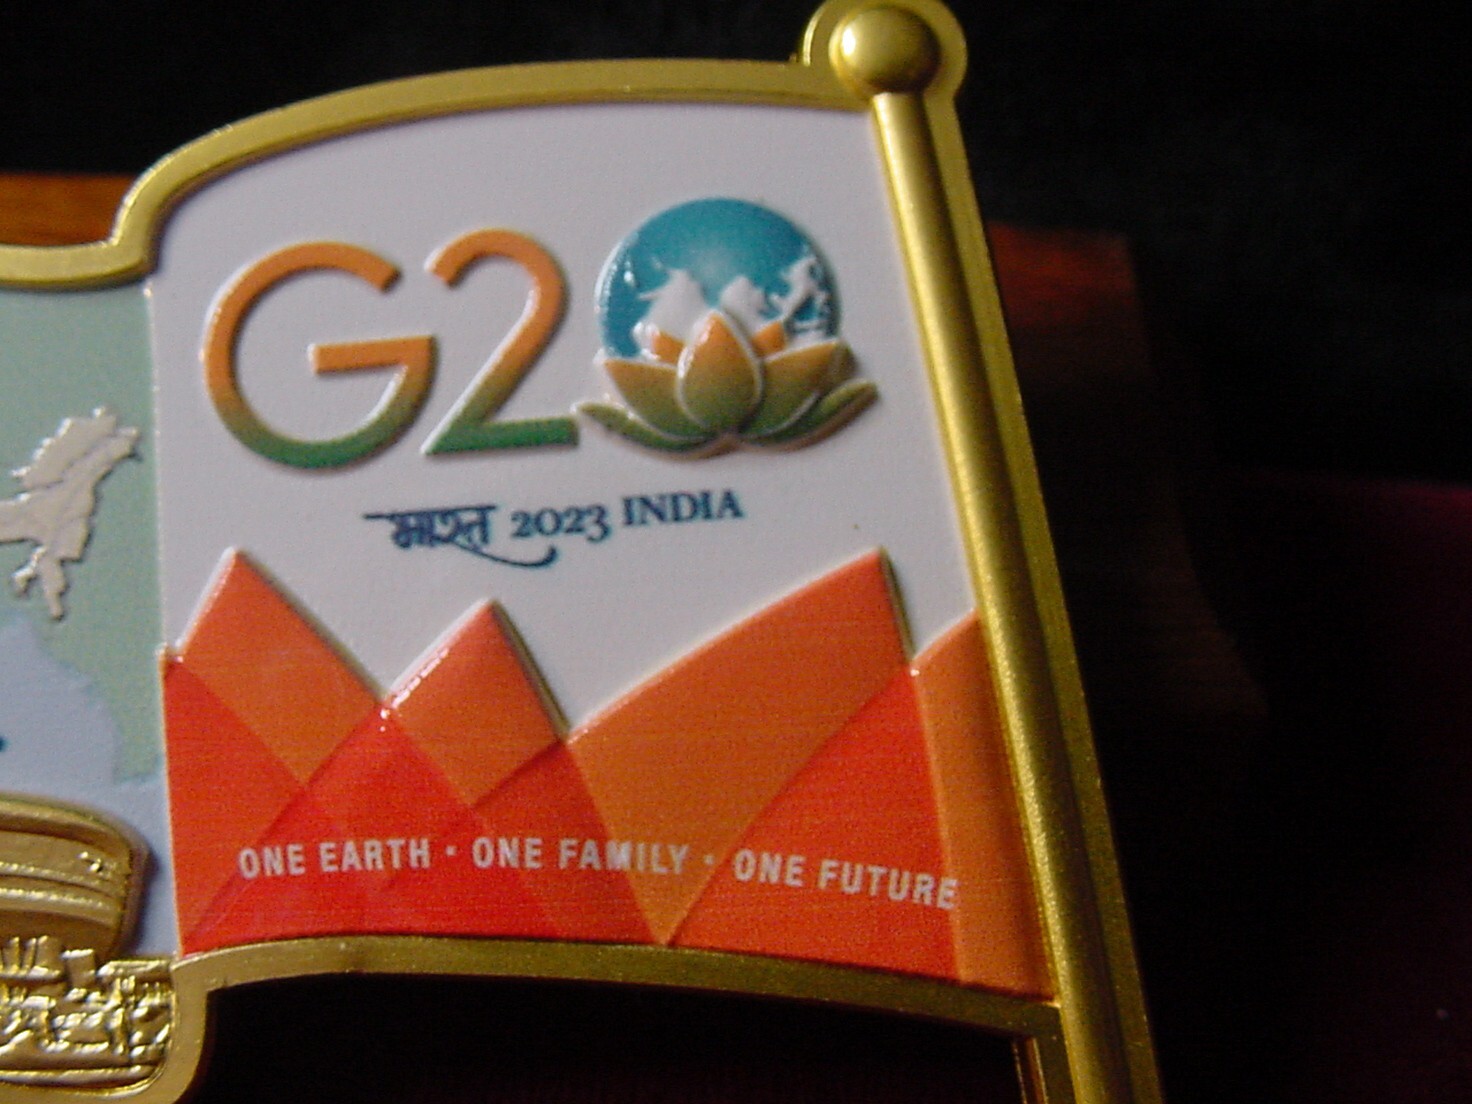 G20
भारत 2023 INDIA
ONE EARTH · ONE FAMILY · ONE FUTURE